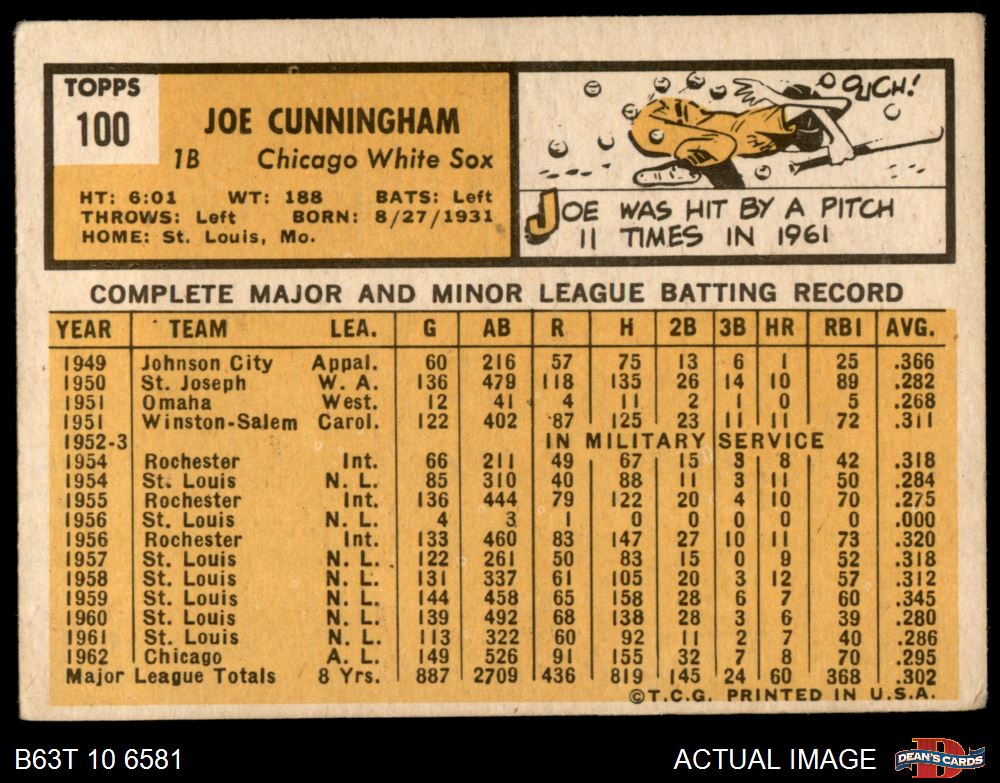 TOPPS
100
JOE CUNNINGHAM
1B Chicago White Sox
HT: 6:01 WT: 188 BATS: Left
THROWS: Left BORN: 8/27/1931
HOME: St. Louis, Mo.
OUCH!
JOE WAS HIT BY A PITCH
11 TIMES IN 1961
COMPLETE MAJOR AND MINOR LEAGUE BATTING RECORD
YEAR TEAM LEA. G AB R H 2B 3B HR RBI AVG.
1949 Johnson City Appal. 60 216 57 75 13 6 1 25 .366
1950 St. Joseph W. A. 136 479 118 135 26 14 10 89 .282
1951 Omaha West. 12 41 4 11 2 1 0 5 .268
1951 Winston-Salem Carol. 122 402 87 125 23 11 11 72 .311
1952-3 IN MILITARY SERVICE
1954 Rochester Int. 66 211 49 67 15 3 8 42 .318
1954 St. Louis N. L. 85 310 40 88 11 3 11 50 .284
1955 Rochester Int. 136 444 79 122 20 4 10 70 .275
1956 St. Louis N. L. 4 3 1 0 0 0 0 0 .000
1956 Rochester Int. 133 460 83 147 27 10 11 73 .320
1957 St. Louis N. L. 122 261 50 83 15 0 9 52 .318
1958 St. Louis N. L. 131 337 61 105 20 3 12 57 .312
1959 St. Louis N. L. 144 458 65 158 28 6 7 60 .345
1960 St. Louis N. L. 139 492 68 138 28 3 6 39 .280
1961 St. Louis N. L. 113 322 60 92 11 2 7 40 .286
1962 Chicago A. L. 149 526 91 155 32 7 8 70 .295
Major League Totals 8 Yrs. 887 2709 436 819 145 24 60 368 .302
©T.C.G. PRINTED IN U.S.A.
B63T 10 6581 ACTUAL IMAGE
D
DEAN'S CARDS